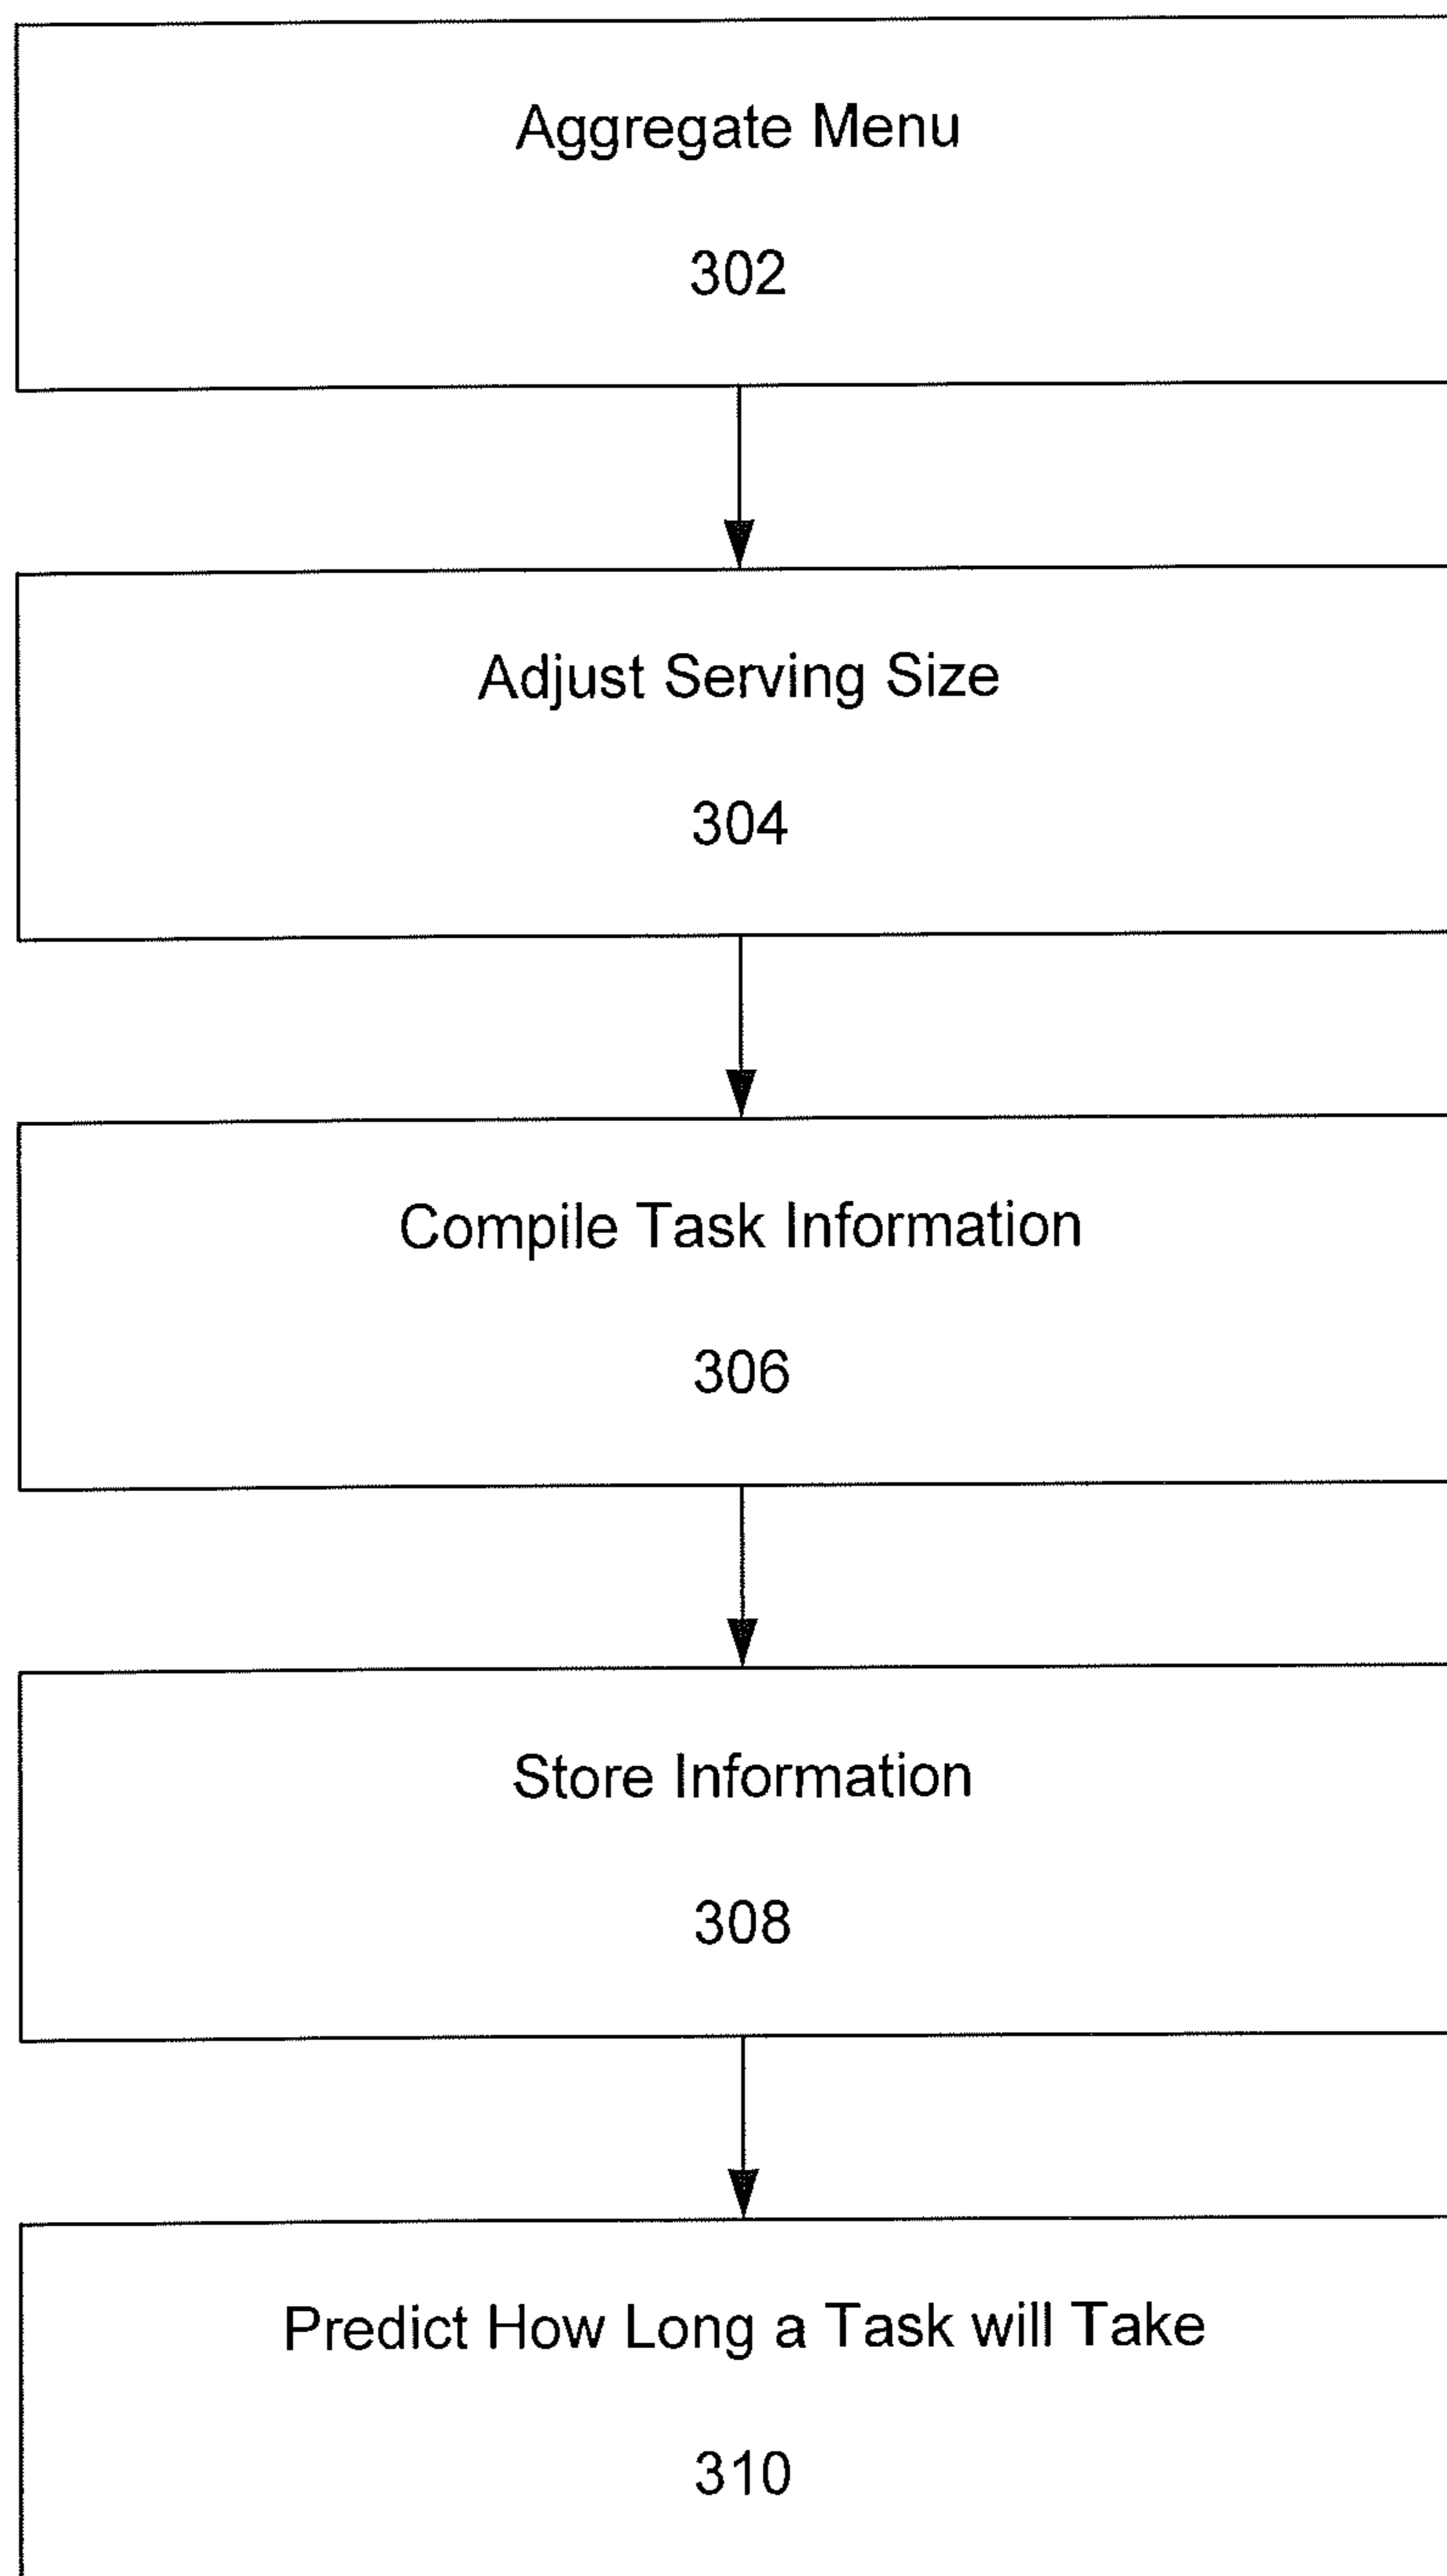 Aggregate Menu
302
Adjust Serving Size
304
Compile Task Information
306
Store Information
308
Predict How Long a Task will Take
310